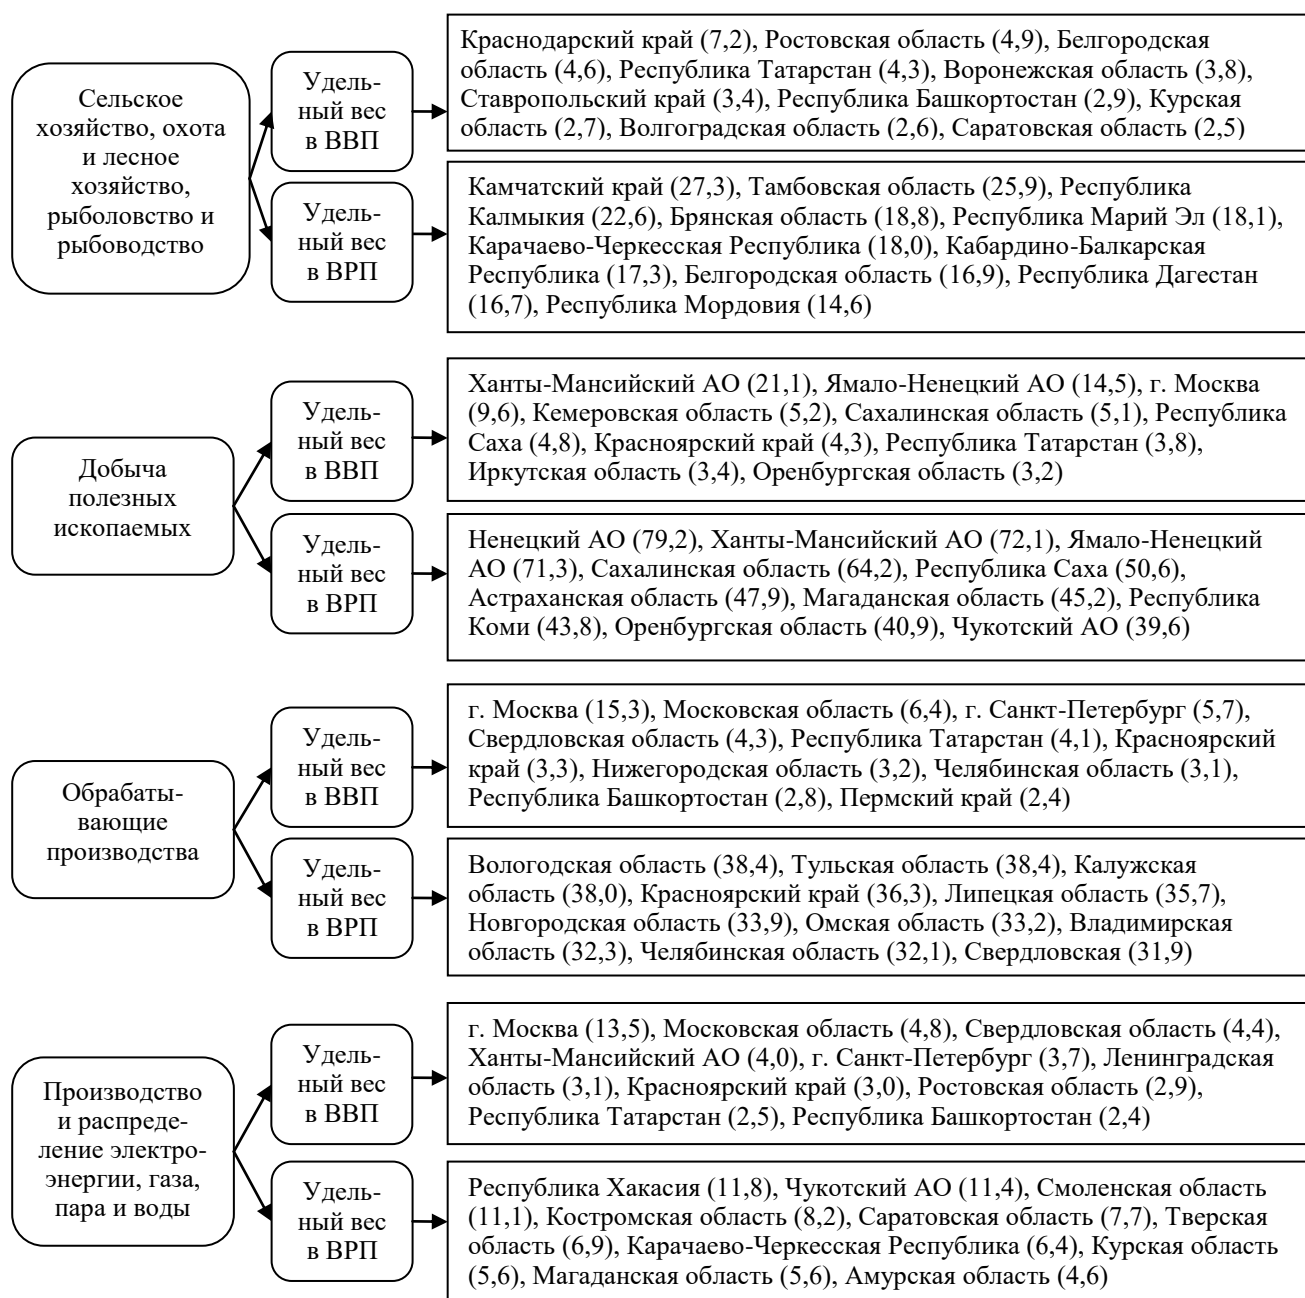 Сельское
хозяйство, охота
и лесное
хозяйство,
рыболовство и
рыбоводство
Удель-
ный вес
в ВВП
Краснодарский край (7,2), Ростовская область (4,9), Белгородская
область (4,6), Республика Татарстан (4,3), Воронежская область (3,8),
Ставропольский край (3,4), Республика Башкортостан (2,9), Курская
область (2,7), Волгоградская область (2,6), Саратовская область (2,5)
Удель-
ный вес
в ВРП
Камчатский край (27,3), Тамбовская область (25,9), Республика
Калмыкия (22,6), Брянская область (18,8), Республика Марий Эл (18,1),
Карачаево-Черкесская Республика (18,0), Кабардино-Балкарская
Республика (17,3), Белгородская область (16,9), Республика Дагестан
(16,7), Республика Мордовия (14,6)
Добыча
полезных
ископаемых
Удель-
ный вес
в ВВП
Ханты-Мансийский АО (21,1), Ямало-Ненецкий АО (14,5), г. Москва
(9,6), Кемеровская область (5,2), Сахалинская область (5,1), Республика
Саха (4,8), Красноярский край (4,3), Республика Татарстан (3,8),
Иркутская область (3,4), Оренбургская область (3,2)
Удель-
ный вес
в ВРП
Ненецкий АО (79,2), Ханты-Мансийский АО (72,1), Ямало-Ненецкий
АО (71,3), Сахалинская область (64,2), Республика Саха (50,6),
Астраханская область (47,9), Магаданская область (45,2), Республика
Коми (43,8), Оренбургская область (40,9), Чукотский АО (39,6)
Обрабаты-
вающие
производства
Удель-
ный вес
в ВВП
г. Москва (15,3), Московская область (6,4), г. Санкт-Петербург (5,7),
Свердловская область (4,3), Республика Татарстан (4,1), Красноярский
край (3,3), Нижегородская область (3,2), Челябинская область (3,1),
Республика Башкортостан (2,8), Пермский край (2,4)
Удель-
ный вес
в ВРП
Вологодская область (38,4), Тульская область (38,4), Калужская
область (38,0), Красноярский край (36,3), Липецкая область (35,7),
Новгородская область (33,9), Омская область (33,2), Владимирская
область (32,3), Челябинская область (32,1), Свердловская (31,9)
Производство
и распреде-
ление электро-
энергии, газа,
пара и воды
Удель-
ный вес
в ВВП
г. Москва (13,5), Московская область (4,8), Свердловская область (4,4),
Ханты-Мансийский АО (4,0), г. Санкт-Петербург (3,7), Ленинградская
область (3,1), Красноярский край (3,0), Ростовская область (2,9),
Республика Татарстан (2,5), Республика Башкортостан (2,4)
Удель-
ный вес
в ВРП
Республика Хакасия (11,8), Чукотский АО (11,4), Смоленская область
(11,1), Костромская область (8,2), Саратовская область (7,7), Тверская
область (6,9), Карачаево-Черкесская Республика (6,4), Курская область
(5,6), Магаданская область (5,6), Амурская область (4,6)